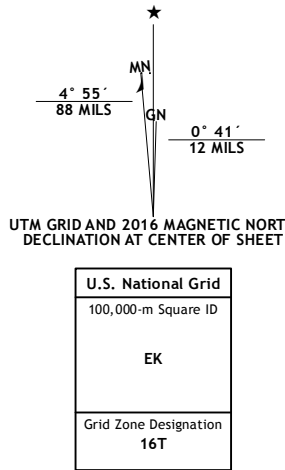 MN
4° 55´
88 MILS
GN
0° 41´
12 MILS
UTM GRID AND 2016 MAGNETIC NORT
DECLINATION AT CENTER OF SHEET
U.S. National Grid
100,000-m Square ID
EK
Grid Zone Designation
16T